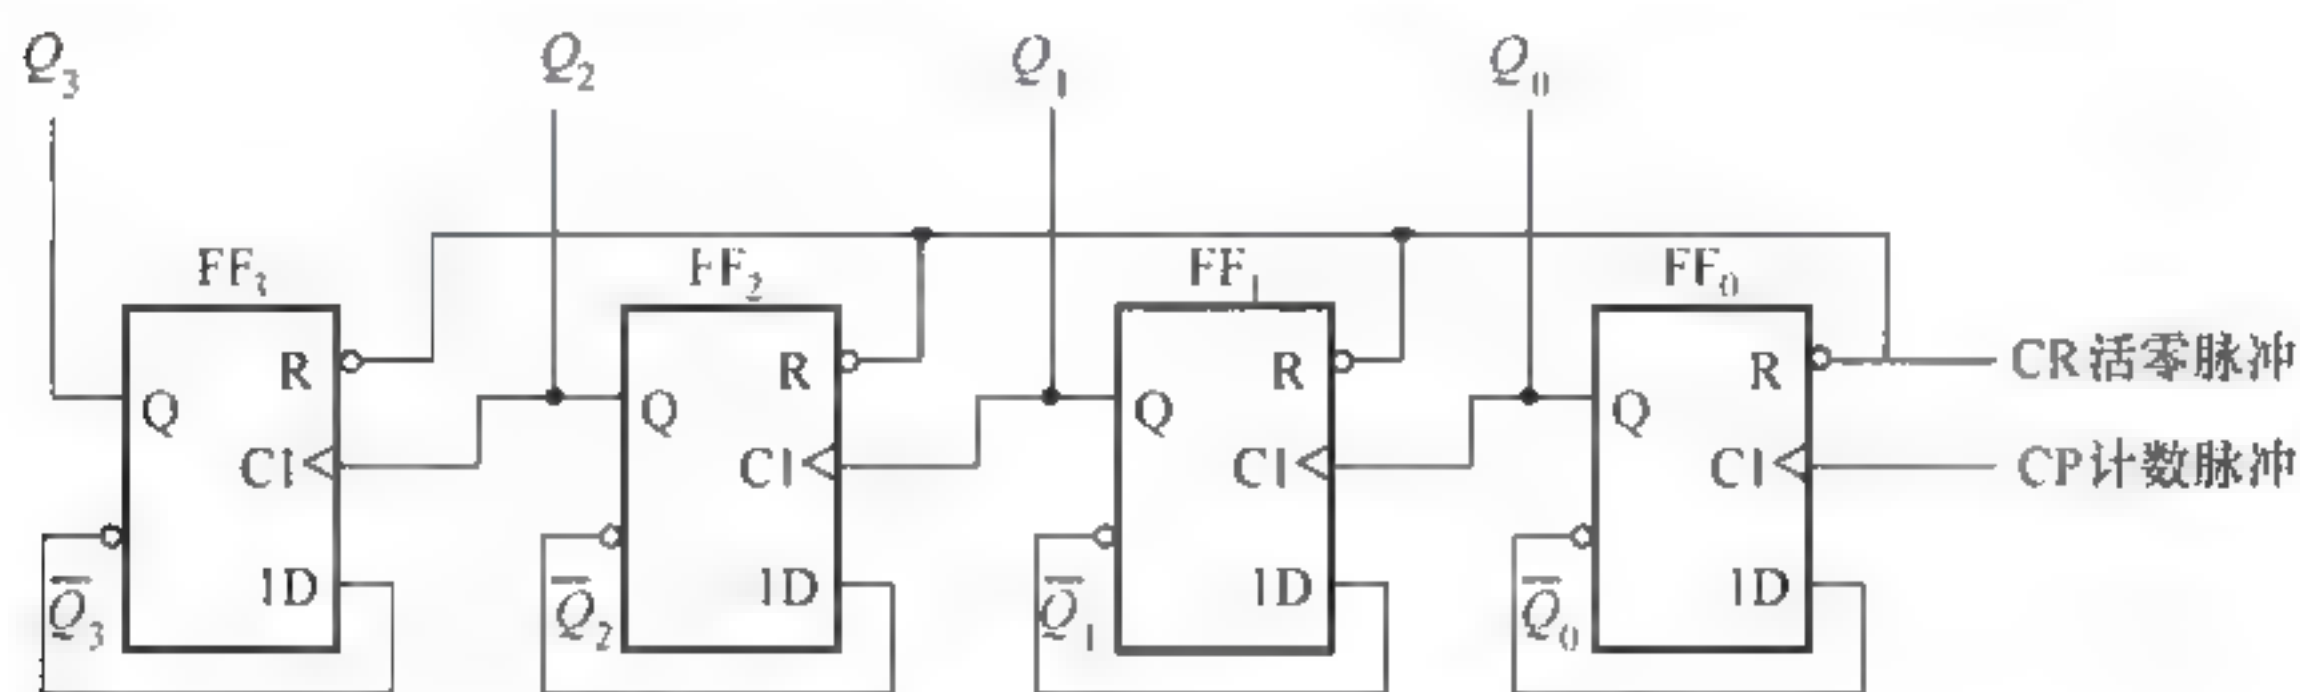 Q3 Q2 Q1 Q0
FF3 FF2 FF1 FF0
R R R R CR活零脉冲
Q Q Q Q
C1 C1 C1 C1 CP计数脉冲
1D 1D 1D 1D
Q̅3 Q̅2 Q̅1 Q̅0